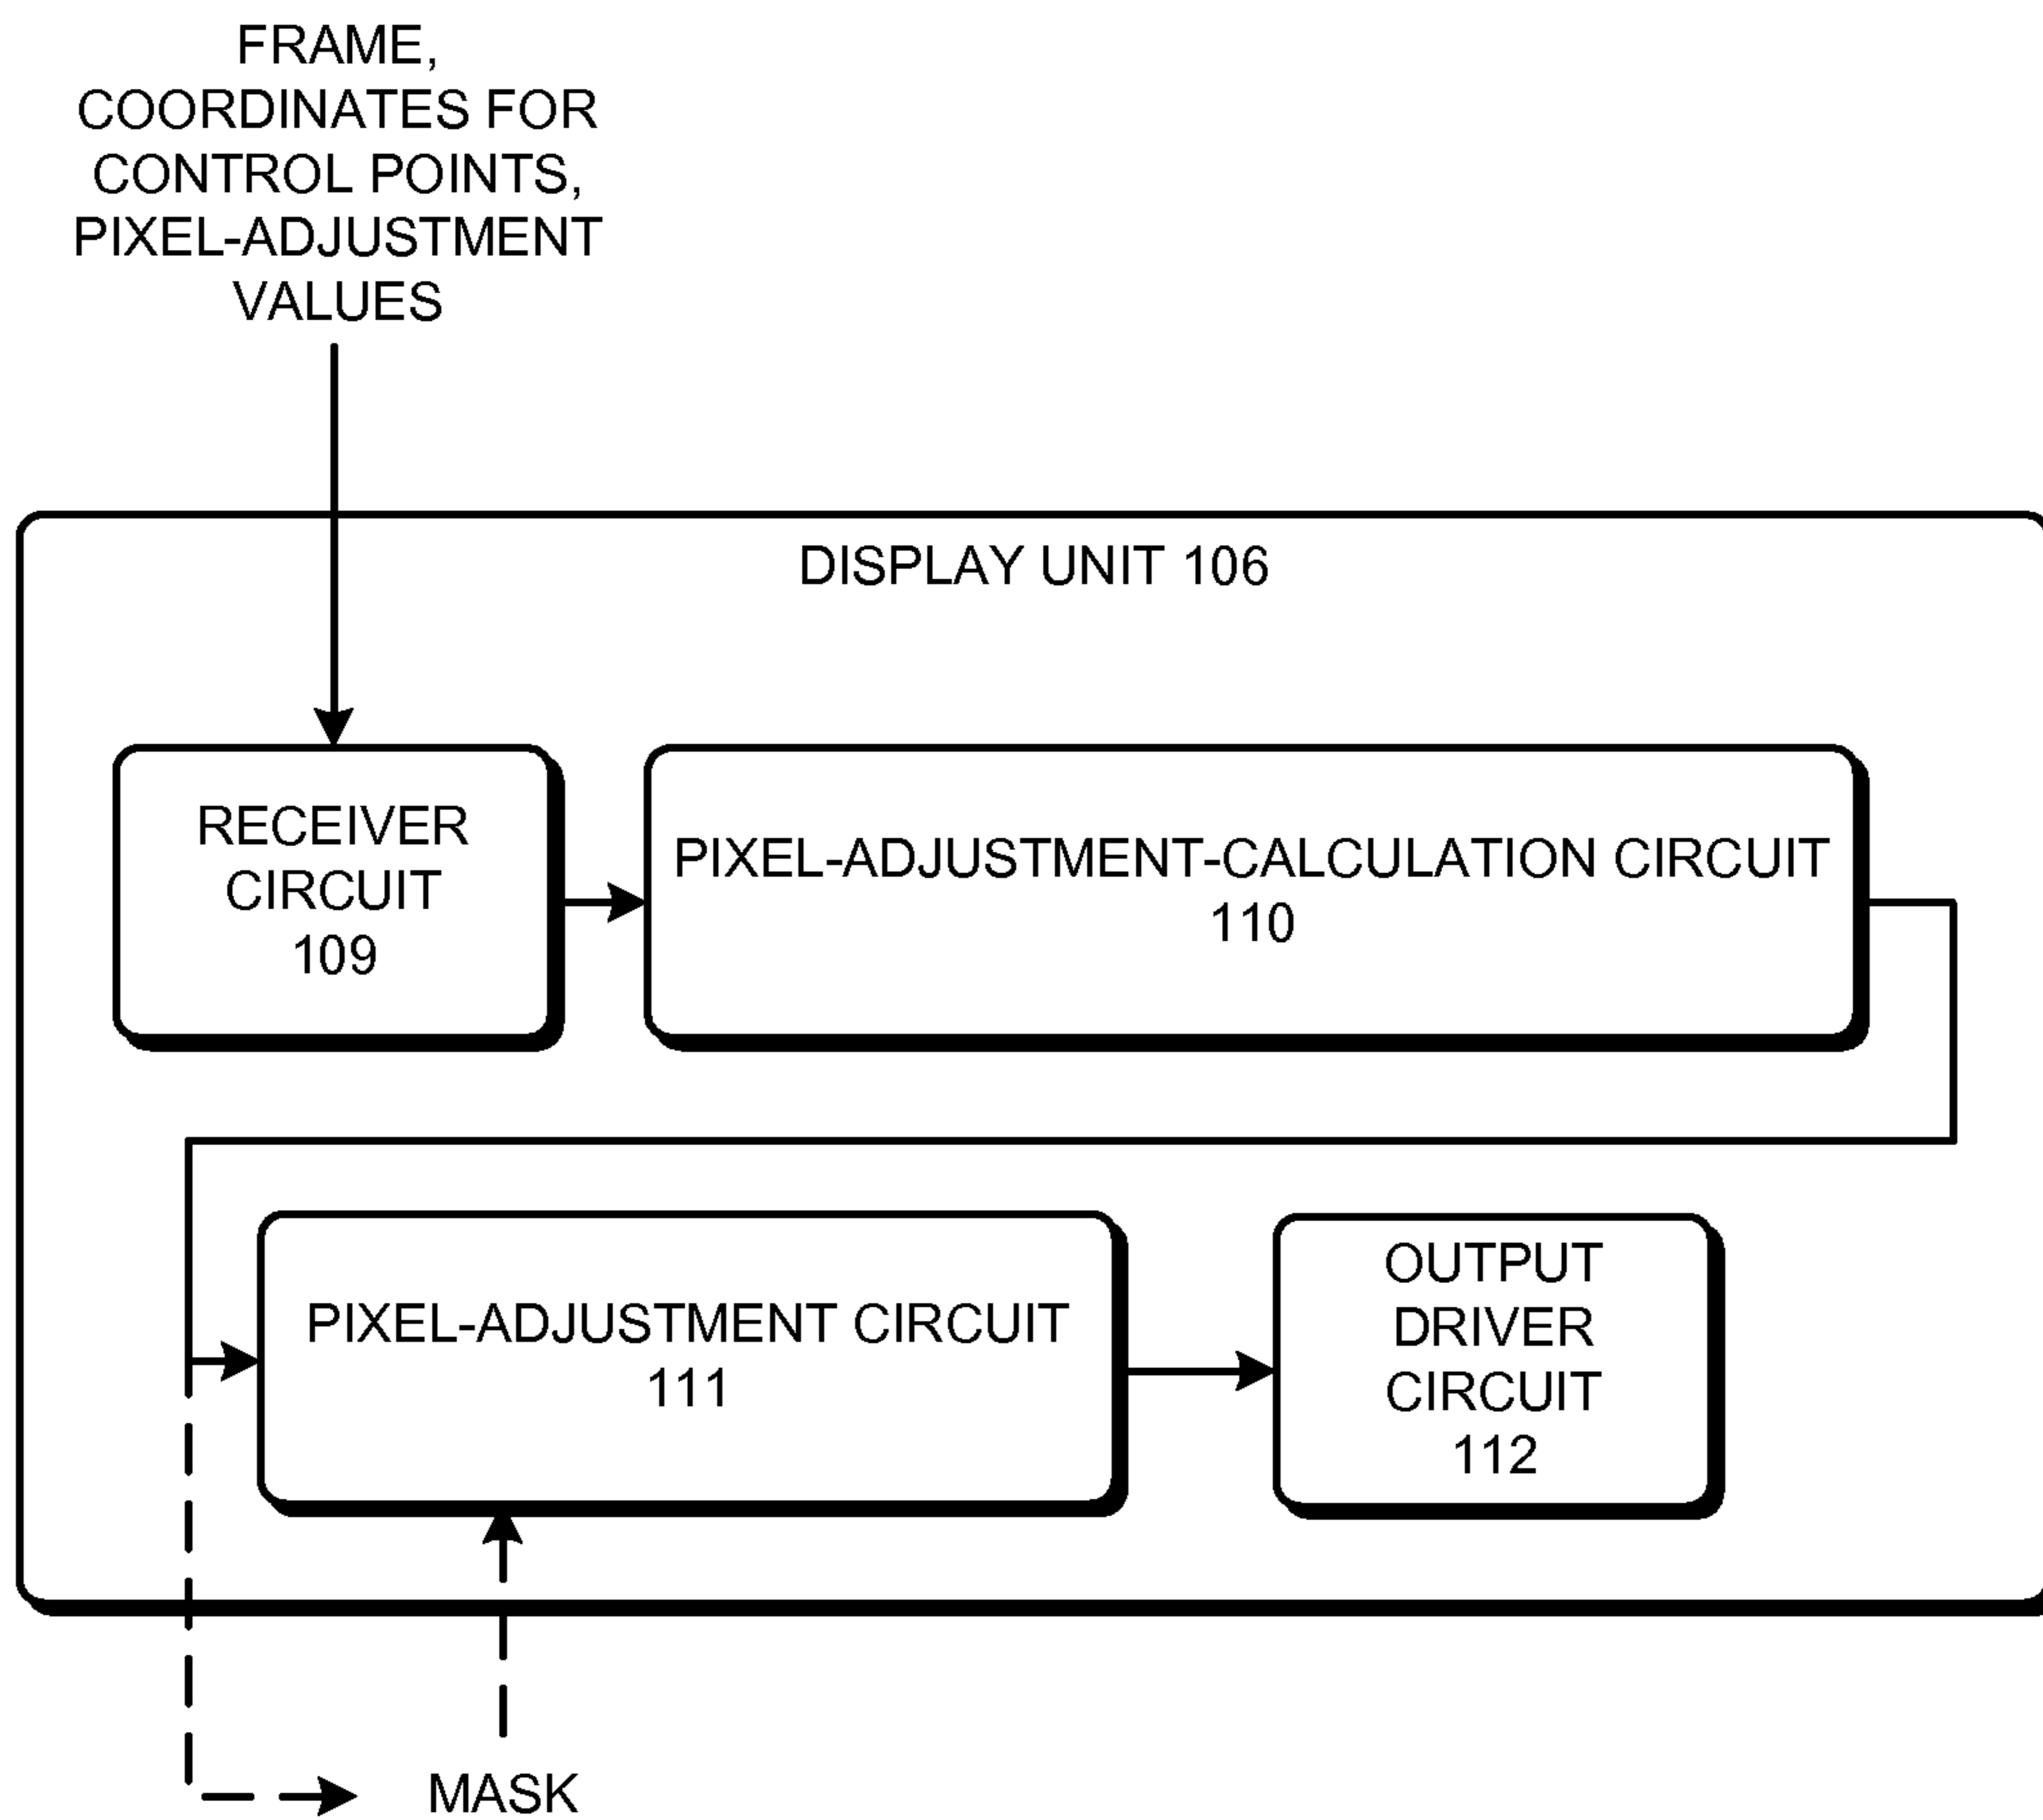 FRAME,
COORDINATES FOR
CONTROL POINTS,
PIXEL-ADJUSTMENT
VALUES
DISPLAY UNIT 106
RECEIVER
CIRCUIT
109
PIXEL-ADJUSTMENT-CALCULATION CIRCUIT
110
PIXEL-ADJUSTMENT CIRCUIT
111
OUTPUT
DRIVER
CIRCUIT
112
MASK